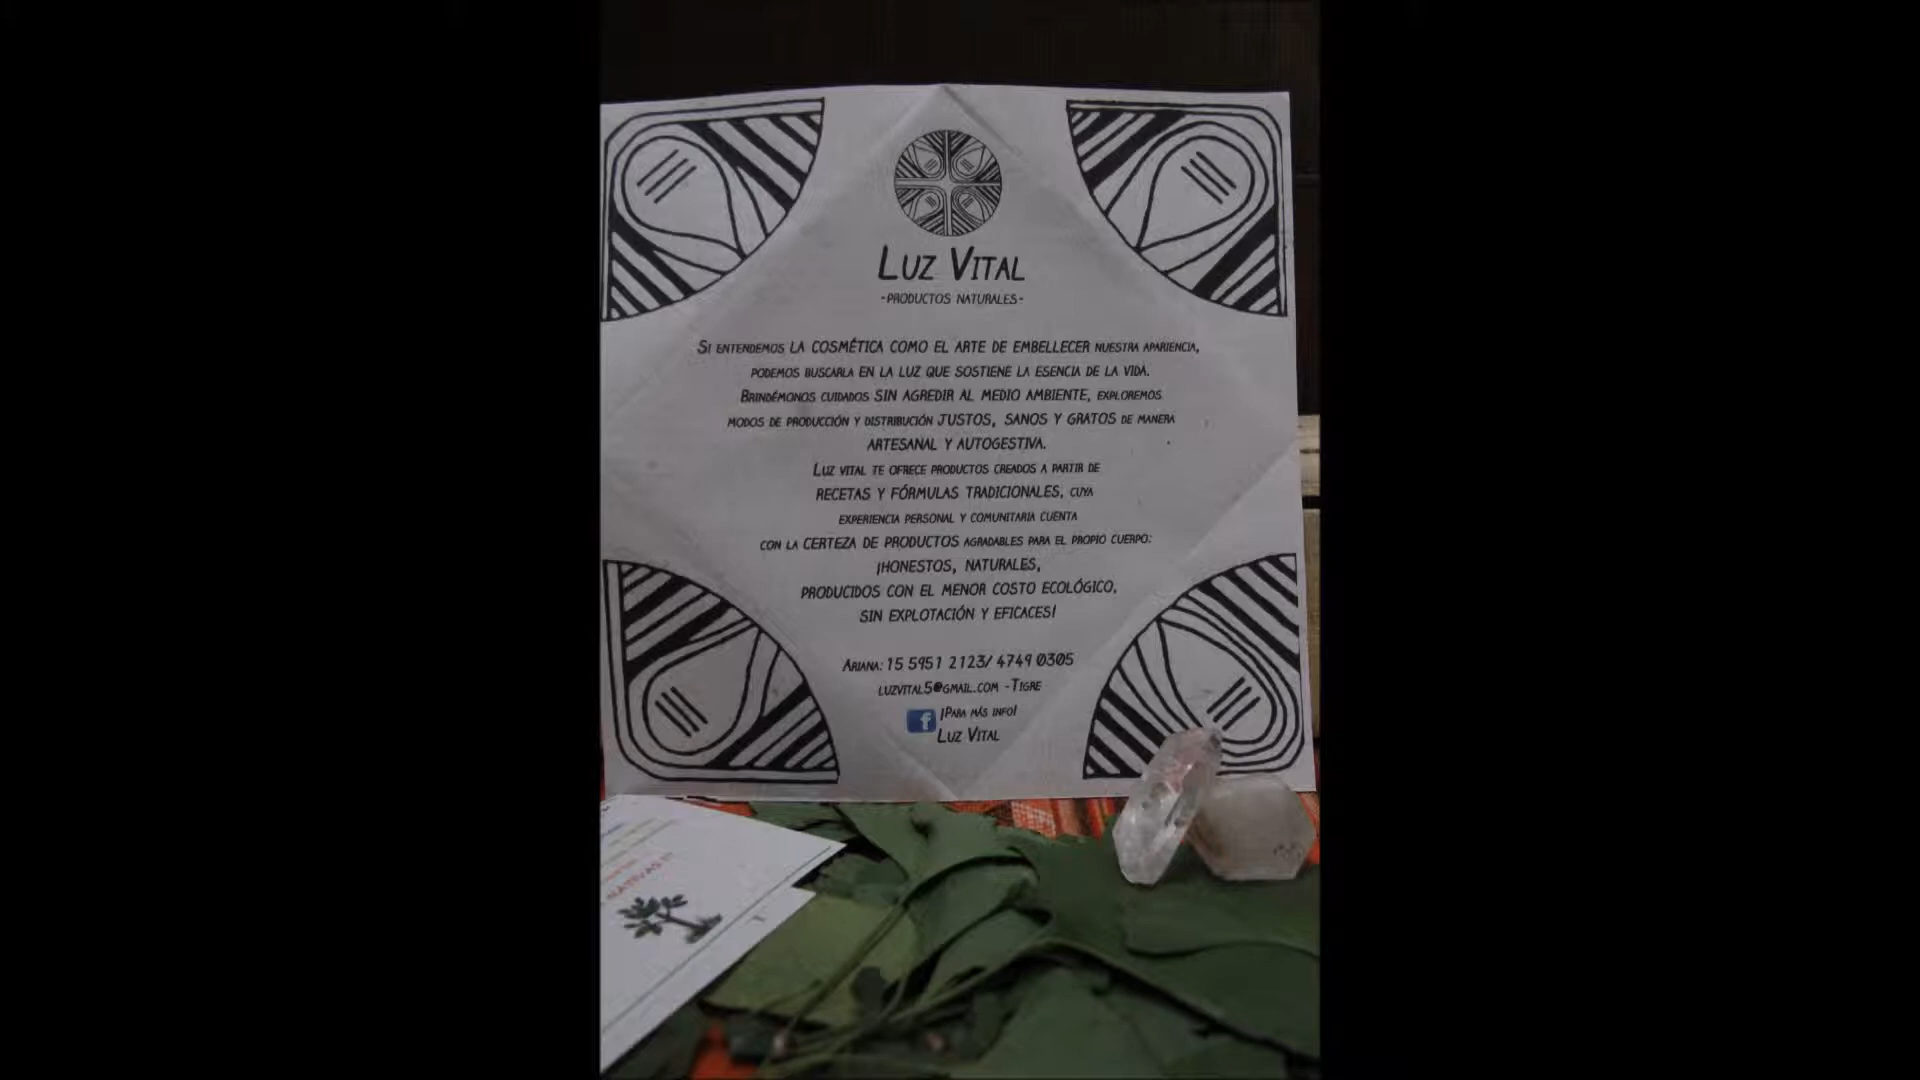 LUZ VITAL
-PRODUCTOS NATURALES-
SI ENTENDEMOS LA COSMÉTICA COMO EL ARTE DE EMBELLECER NUESTRA APARIENCIA,
PODEMOS BUSCARLA EN LA LUZ QUE SOSTIENE LA ESENCIA DE LA VIDA.
BRINDÉMONOS CUIDADOS SIN AGREDIR AL MEDIO AMBIENTE, EXPLOREMOS
MODOS DE PRODUCCIÓN Y DISTRIBUCIÓN JUSTOS, SANOS Y GRATOS DE MANERA
ARTESANAL Y AUTOGESTIVA.
LUZ VITAL TE OFRECE PRODUCTOS CREADOS A PARTIR DE
RECETAS Y FÓRMULAS TRADICIONALES, CUYA
EXPERIENCIA PERSONAL Y COMUNITARIA CUENTA
CON LA CERTEZA DE PRODUCTOS AGRADABLES PARA EL PROPIO CUERPO:
¡HONESTOS, NATURALES,
PRODUCIDOS CON EL MENOR COSTO ECOLÓGICO,
SIN EXPLOTACIÓN Y EFICACES!
ARIANA: 15 5951 2123/ 4749 0305
LUZVITAL5@GMAIL.COM -TIGRE
f ¡PARA MÁS INFO!
LUZ VITAL
NATIVAS